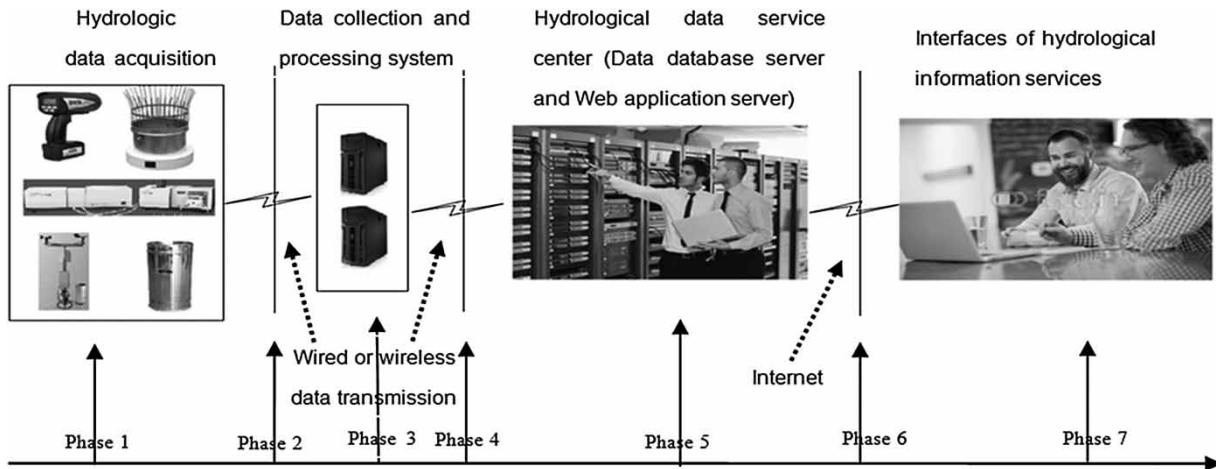 Hydrologic
data acquisition
Data collection and
processing system
Hydrological data service
center (Data database server
and Web application server)
Interfaces of hydrological
information services
Wired or wireless
data transmission
Internet
Phase 1
Phase 2
Phase 3
Phase 4
Phase 5
Phase 6
Phase 7